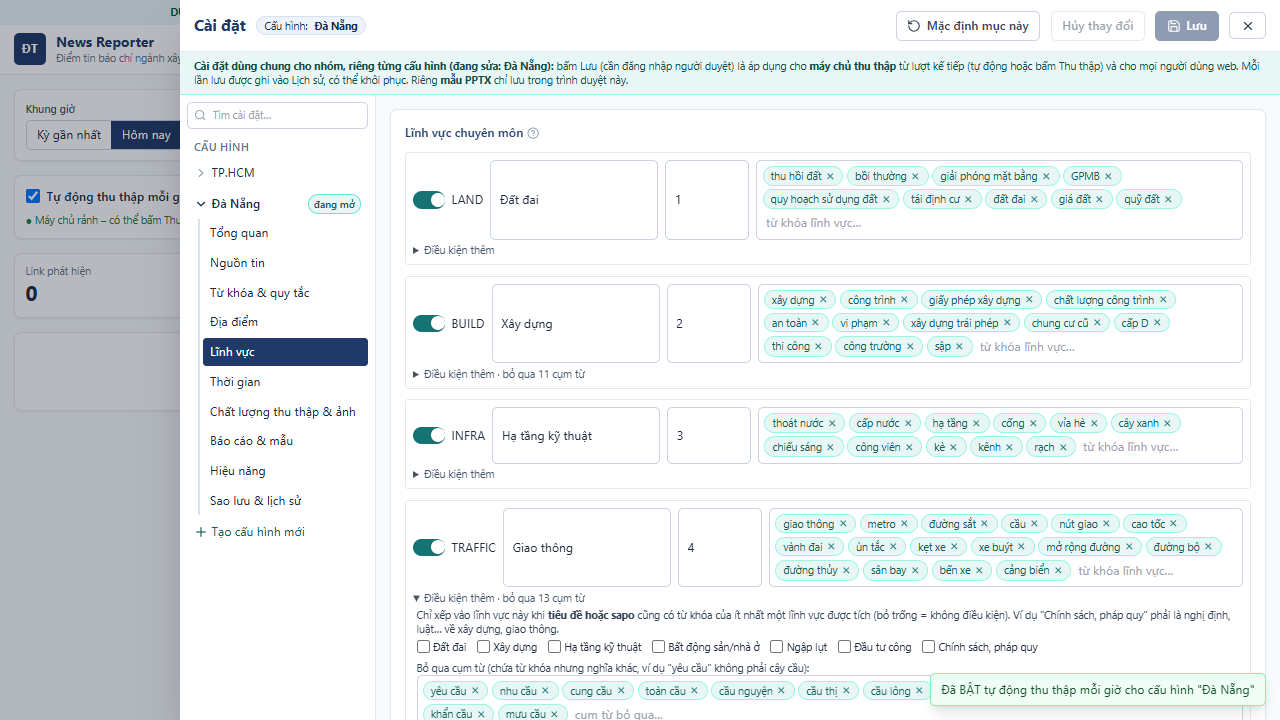 DU
ĐT
News Reporter
Điểm tin báo chí ngành xây
Khung giờ
Kỳ gần nhất
Hôm nay
Tự động thu thập mỗi g
Máy chủ rảnh – có thể bấm Thu
Link phát hiện
0
Cài đặt
Cấu hình: Đà Nẵng
Mặc định mục này
Hủy thay đổi
Lưu
Cài đặt dùng chung cho nhóm, riêng từng cấu hình (đang sửa: Đà Nẵng): bấm Lưu (cần đăng nhập người duyệt) là áp dụng cho máy chủ thu thập từ lượt kế tiếp (tự động hoặc bấm Thu thập) và cho mọi người dùng web. Mỗi
lần lưu được ghi vào Lịch sử, có thể khôi phục. Riêng mẫu PPTX chỉ lưu trong trình duyệt này.
Tìm cài đặt...
CẤU HÌNH
TP.HCM
Đà Nẵng
đang mở
Tổng quan
Nguồn tin
Từ khóa & quy tắc
Địa điểm
Lĩnh vực
Thời gian
Chất lượng thu thập & ảnh
Báo cáo & mẫu
Hiệu năng
Sao lưu & lịch sử
+ Tạo cấu hình mới
Lĩnh vực chuyên môn ?
LAND
Đất đai
1
thu hồi đất × bồi thường × giải phóng mặt bằng × GPMB ×
quy hoạch sử dụng đất × tái định cư × đất đai × giá đất × quỹ đất ×
từ khóa lĩnh vực...
▶ Điều kiện thêm
BUILD
Xây dựng
2
xây dựng × công trình × giấy phép xây dựng × chất lượng công trình ×
an toàn × vi phạm × xây dựng trái phép × chung cư cũ × cấp D ×
thi công × công trường × sập × từ khóa lĩnh vực...
▶ Điều kiện thêm · bỏ qua 11 cụm từ
INFRA
Hạ tầng kỹ thuật
3
thoát nước × cấp nước × hạ tầng × cống × vỉa hè × cây xanh ×
chiếu sáng × công viên × kè × kênh × rạch × từ khóa lĩnh vực...
▶ Điều kiện thêm
TRAFFIC
Giao thông
4
giao thông × metro × đường sắt × cầu × nút giao × cao tốc ×
vành đai × ùn tắc × kẹt xe × xe buýt × mở rộng đường × đường bộ ×
đường thủy × sân bay × bến xe × cảng biển × từ khóa lĩnh vực...
▼ Điều kiện thêm · bỏ qua 13 cụm từ
Chỉ xếp vào lĩnh vực này khi tiêu đề hoặc sapo cũng có từ khóa của ít nhất một lĩnh vực được tích (bỏ trống = không điều kiện). Ví dụ "Chính sách, pháp quy" phải là nghị định,
luật... về xây dựng, giao thông.
Đất đai Xây dựng Hạ tầng kỹ thuật Bất động sản/nhà ở Ngập lụt Đầu tư công Chính sách, pháp quy
Bỏ qua cụm từ (chứa từ khóa nhưng nghĩa khác, ví dụ "yêu cầu" không phải cây cầu):
yêu cầu × nhu cầu × cung cầu × toàn cầu × cầu nguyện × cầu thị × cầu lông ×
khẩn cầu × mưu cầu × cụm từ bỏ qua...
Đã BẬT tự động thu thập mỗi giờ cho cấu hình "Đà Nẵng"